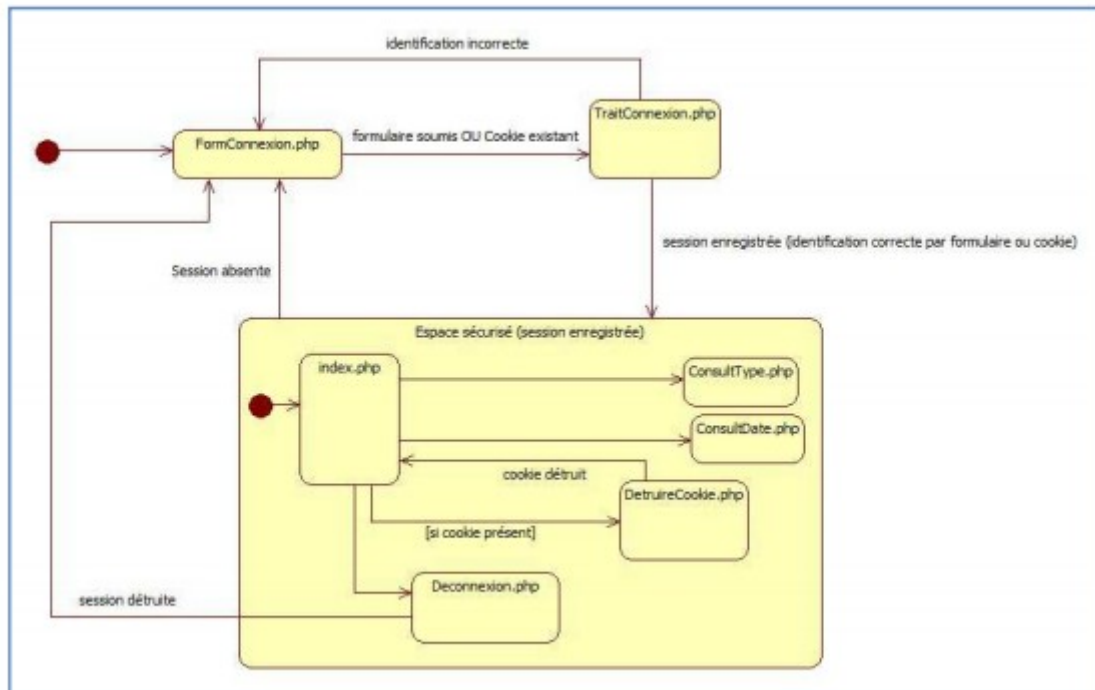 identification incorrecte
TraitConnexion.php
FormConnexion.php
formulaire soumis OU Cookie existant
session enregistrée (identification correcte par formulaire ou cookie)
Session absente
Espace sécurisé (session enregistrée)
index.php
ConsultType.php
ConsultDate.php
cookie détruit
DetruireCookie.php
[si cookie présent]
Deconnexion.php
session détruite